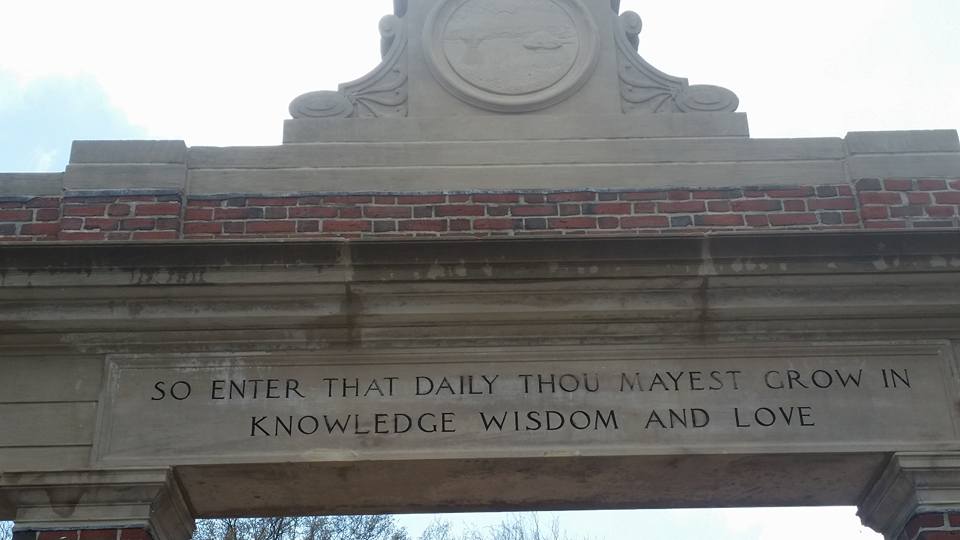 SO ENTER THAT DAILY THOU MAYEST GROW IN
KNOWLEDGE WISDOM AND LOVE